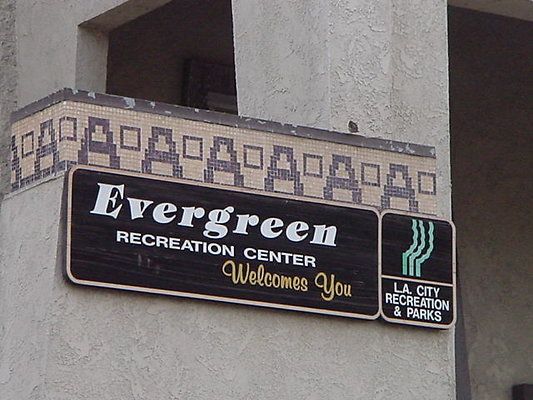 Evergreen
RECREATION CENTER
Welcomes You
L.A. CITY
RECREATION
& PARKS